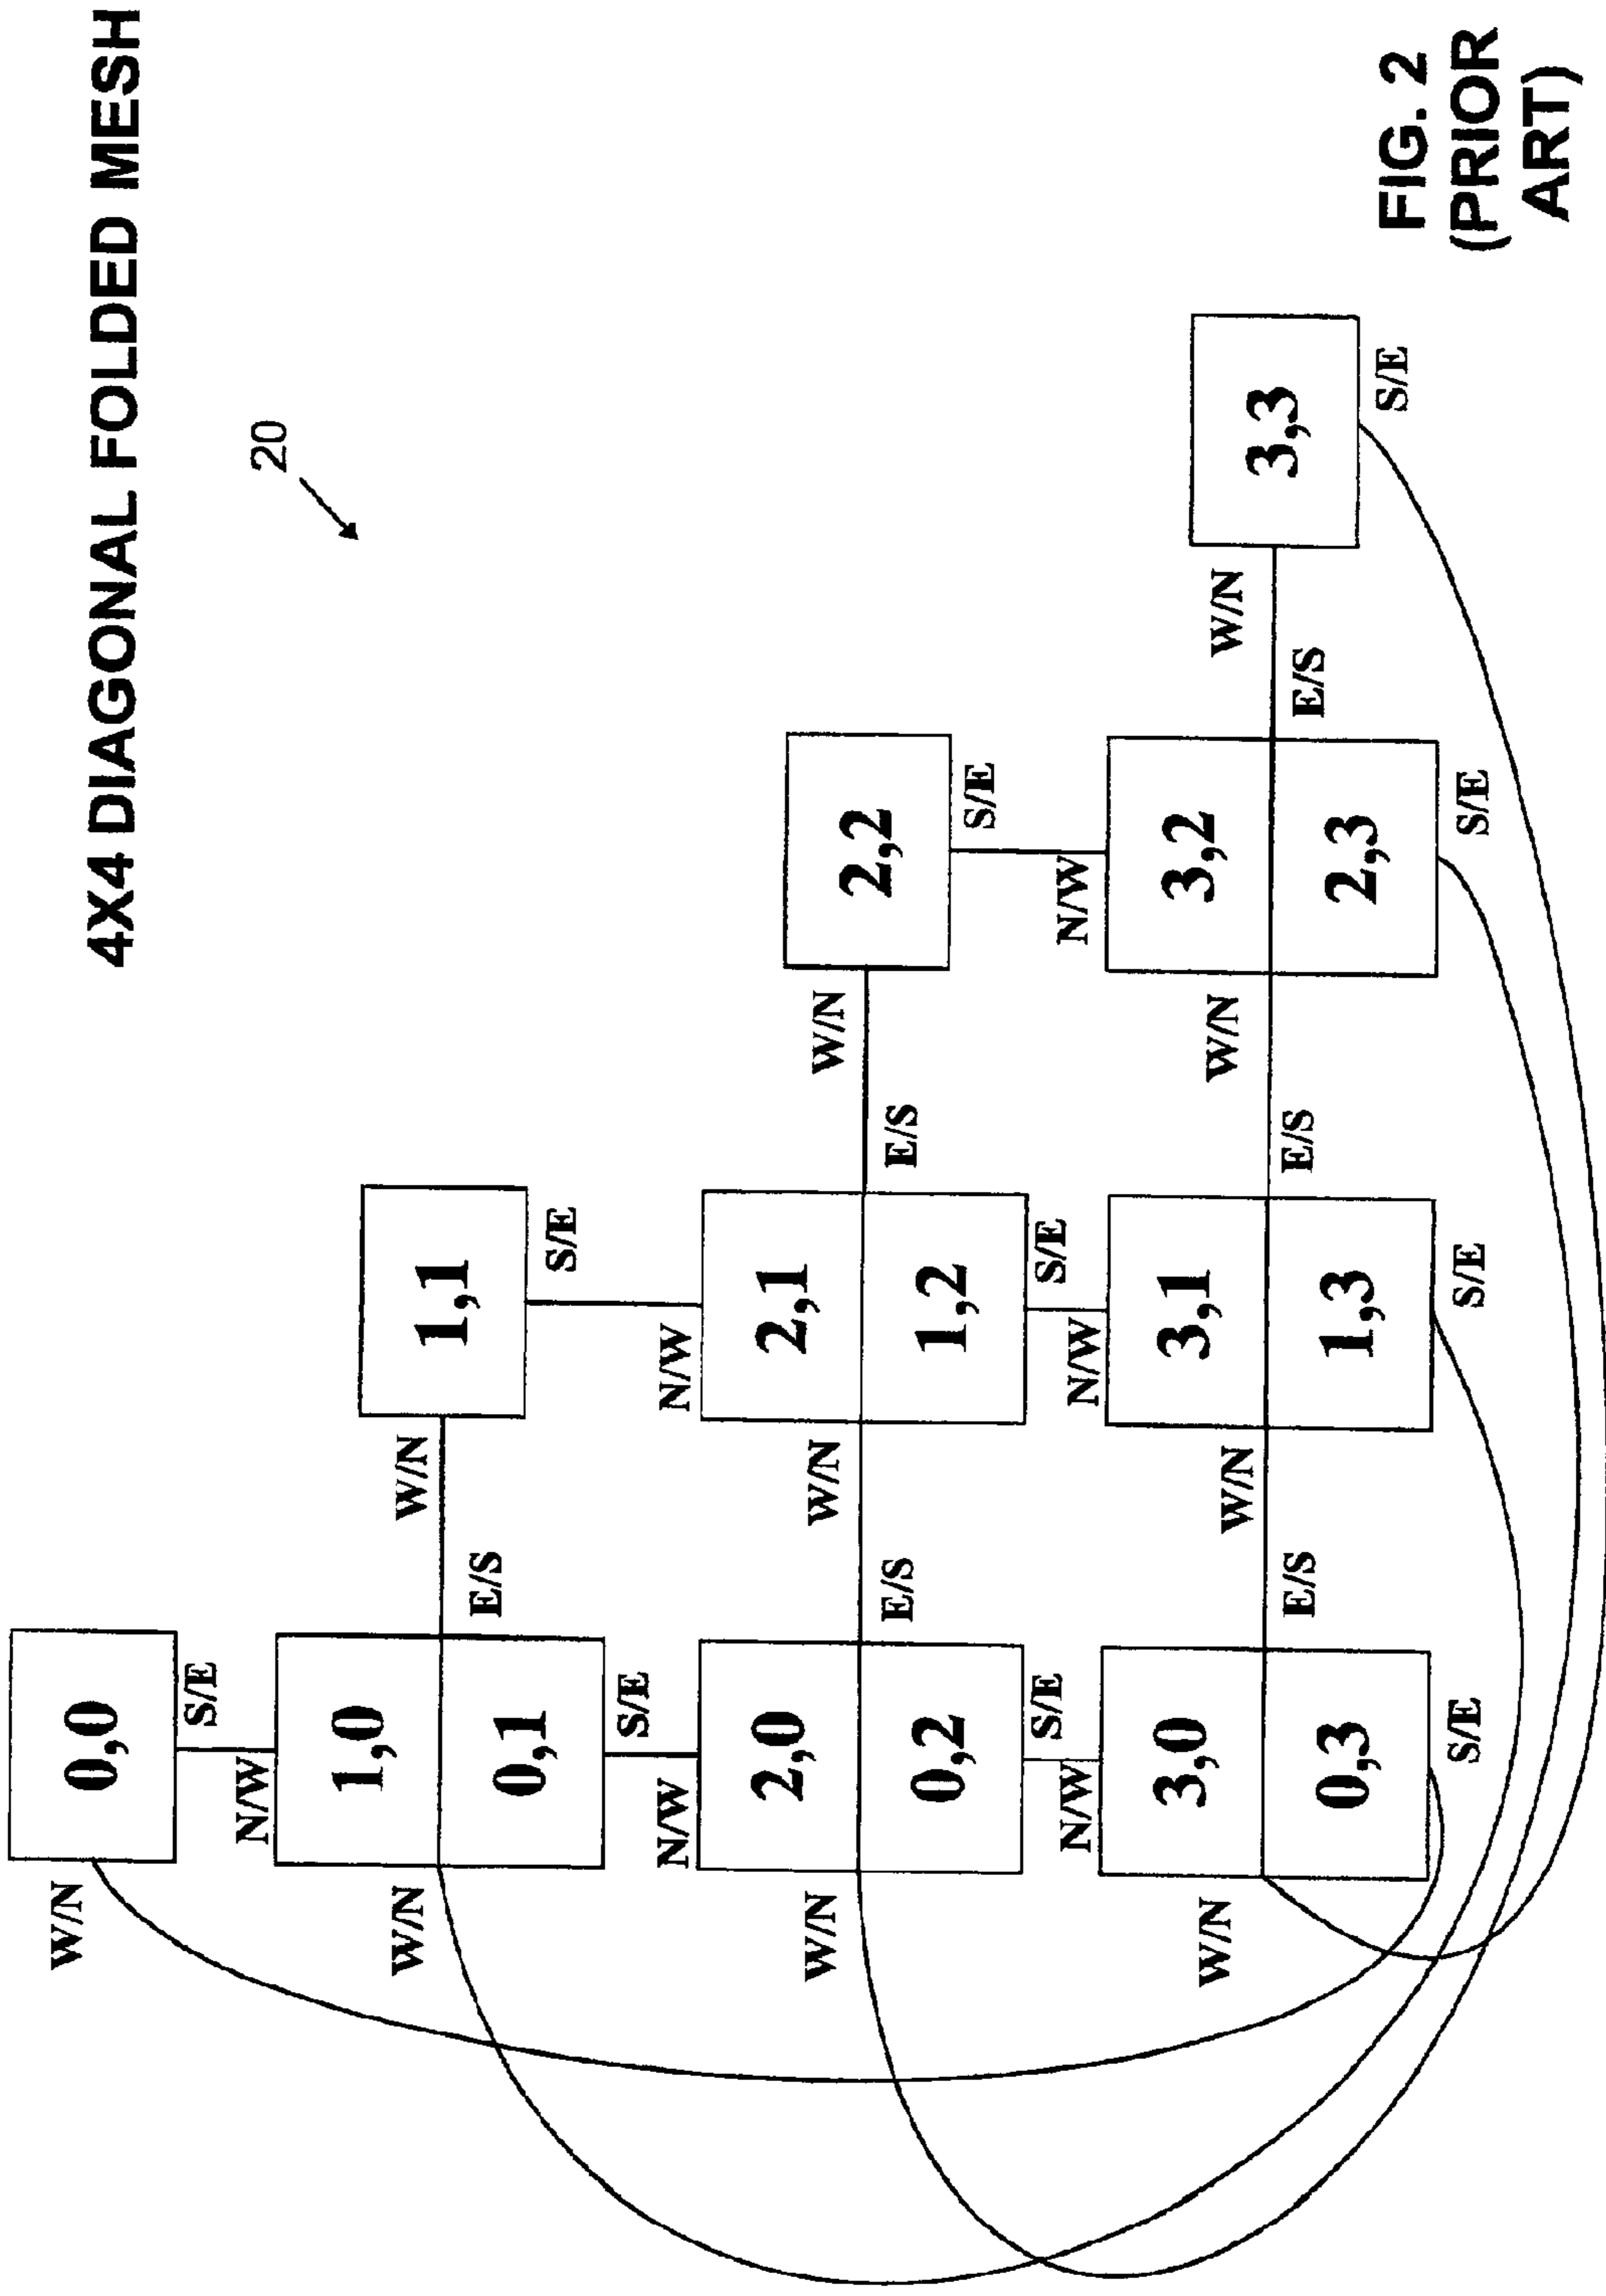 4X4 DIAGONAL FOLDED MESH
20
W/N
0,0
S/E
N/W
1,0
W/N
W/N
1,1
E/S
0,1
S/E
S/E
N/W
N/W
2,0
2,1
W/N
W/N
W/N
2,2
E/S
E/S
0,2
1,2
S/E
S/E
S/E
N/W
N/W
N/W
3,0
3,1
3,2
W/N
W/N
W/N
W/N
3,3
E/S
E/S
E/S
0,3
1,3
2,3
S/E
S/E
S/E
S/E
FIG. 2
(PRIOR
ART)